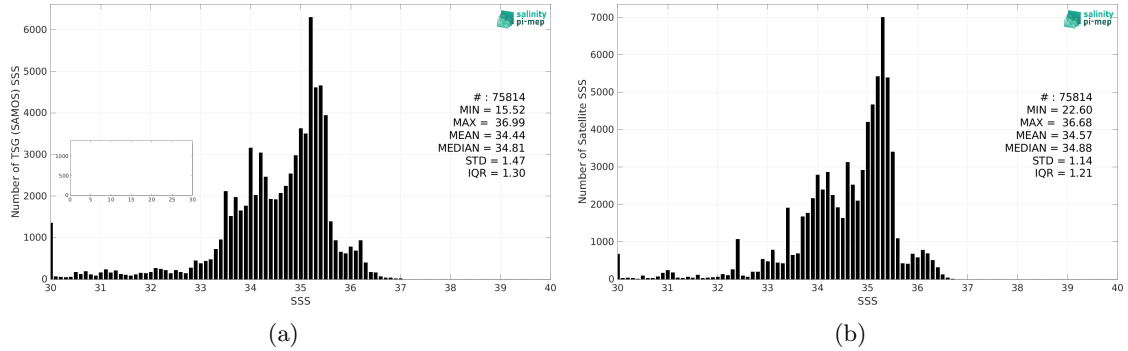 Number of TSG (SAMOS) SSS
6000
5000
4000
3000
2000
1000
0
30 31 32 33 34 35 36 37 38 39 40
SSS
1000
500
0
0 5 10 15 20 25 30
salinity
pi-mep
# : 75814
MIN = 15.52
MAX = 36.99
MEAN = 34.44
MEDIAN = 34.81
STD = 1.47
IQR = 1.30
(a)
Number of Satellite SSS
7000
6000
5000
4000
3000
2000
1000
0
30 31 32 33 34 35 36 37 38 39 40
SSS
salinity
pi-mep
# : 75814
MIN = 22.60
MAX = 36.68
MEAN = 34.57
MEDIAN = 34.88
STD = 1.14
IQR = 1.21
(b)